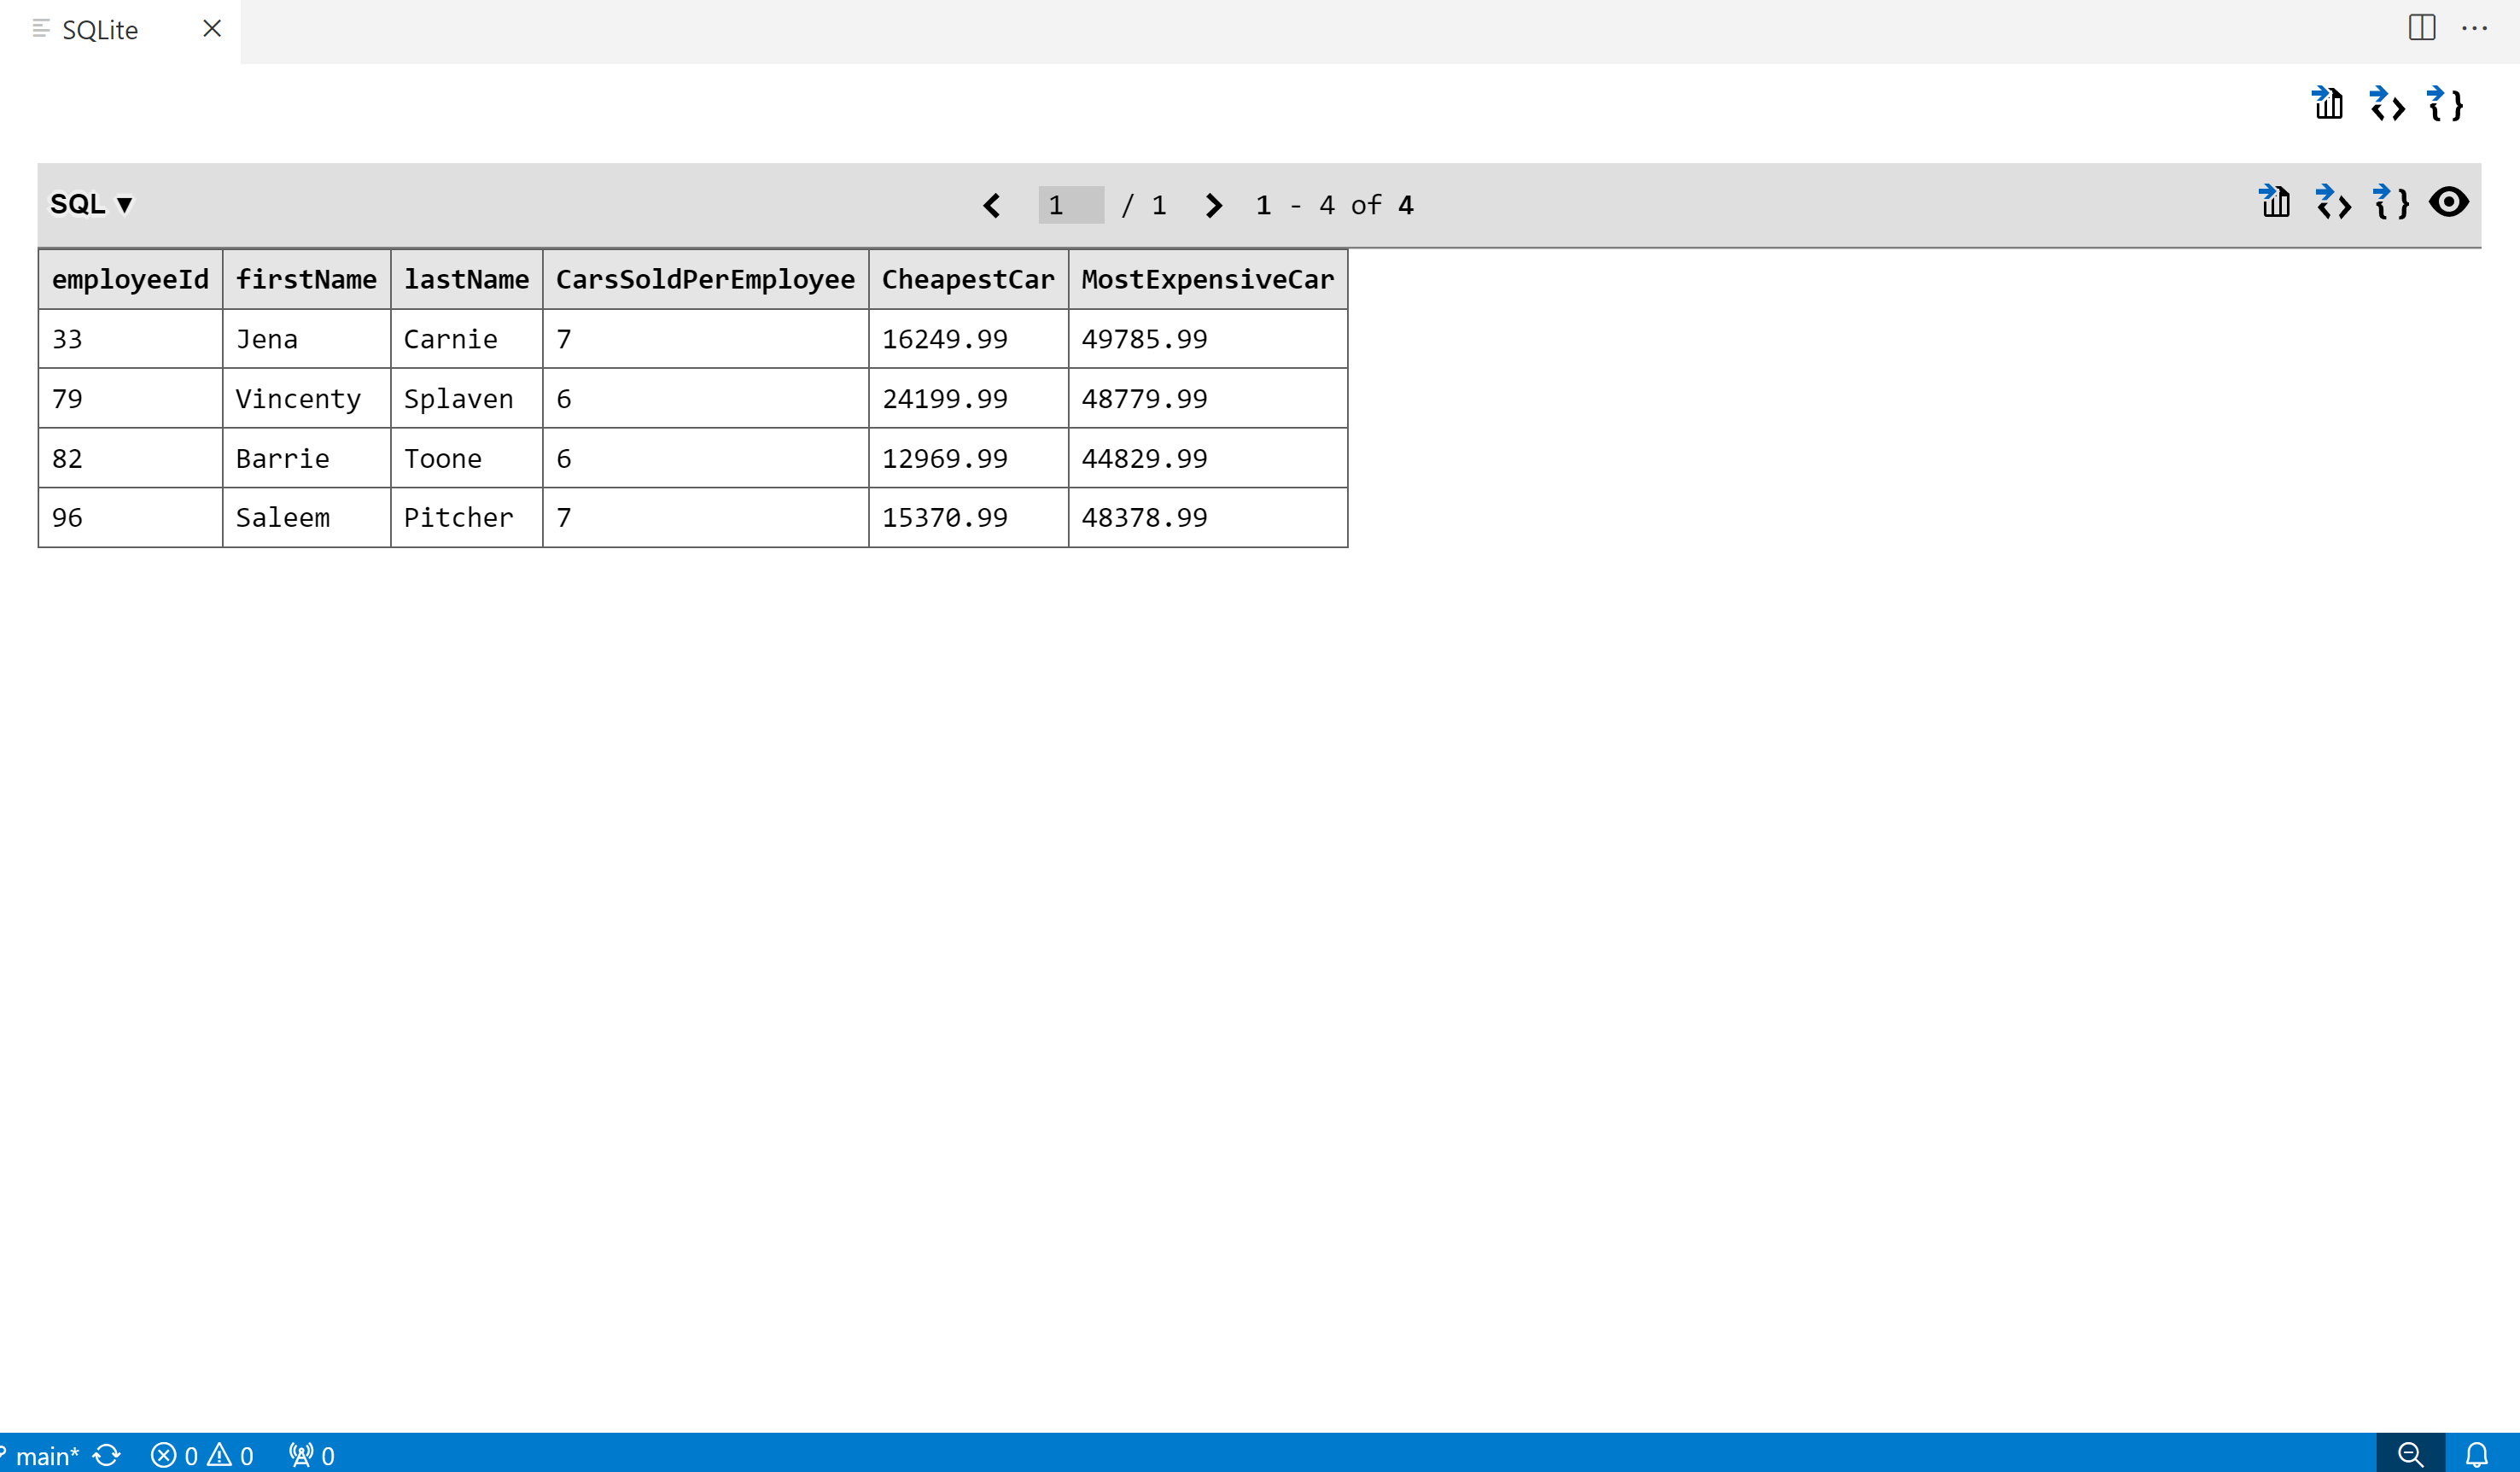 SQLite
SQL ▼ 1 / 1 1 - 4 of 4
employeeId firstName lastName CarsSoldPerEmployee CheapestCar MostExpensiveCar
33 Jena Carnie 7 16249.99 49785.99
79 Vincenty Splaven 6 24199.99 48779.99
82 Barrie Toone 6 12969.99 44829.99
96 Saleem Pitcher 7 15370.99 48378.99
main* 0 0 0